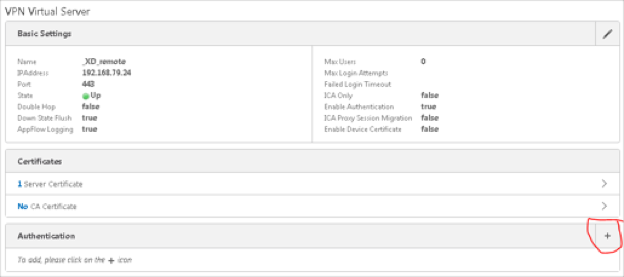 VPN Virtual Server
Basic Settings
Name _XD_remote
IPAddress 192.168.79.24
Port 443
State Up
Double Hop false
Down State Flush true
AppFlow Logging true
Max Users 0
Max Login Attempts
Failed Login Timeout
ICA Only false
Enable Authentication true
ICA Proxy Session Migration false
Enable Device Certificate false
Certificates
1 Server Certificate
No CA Certificate
Authentication +
To add, please click on the + icon